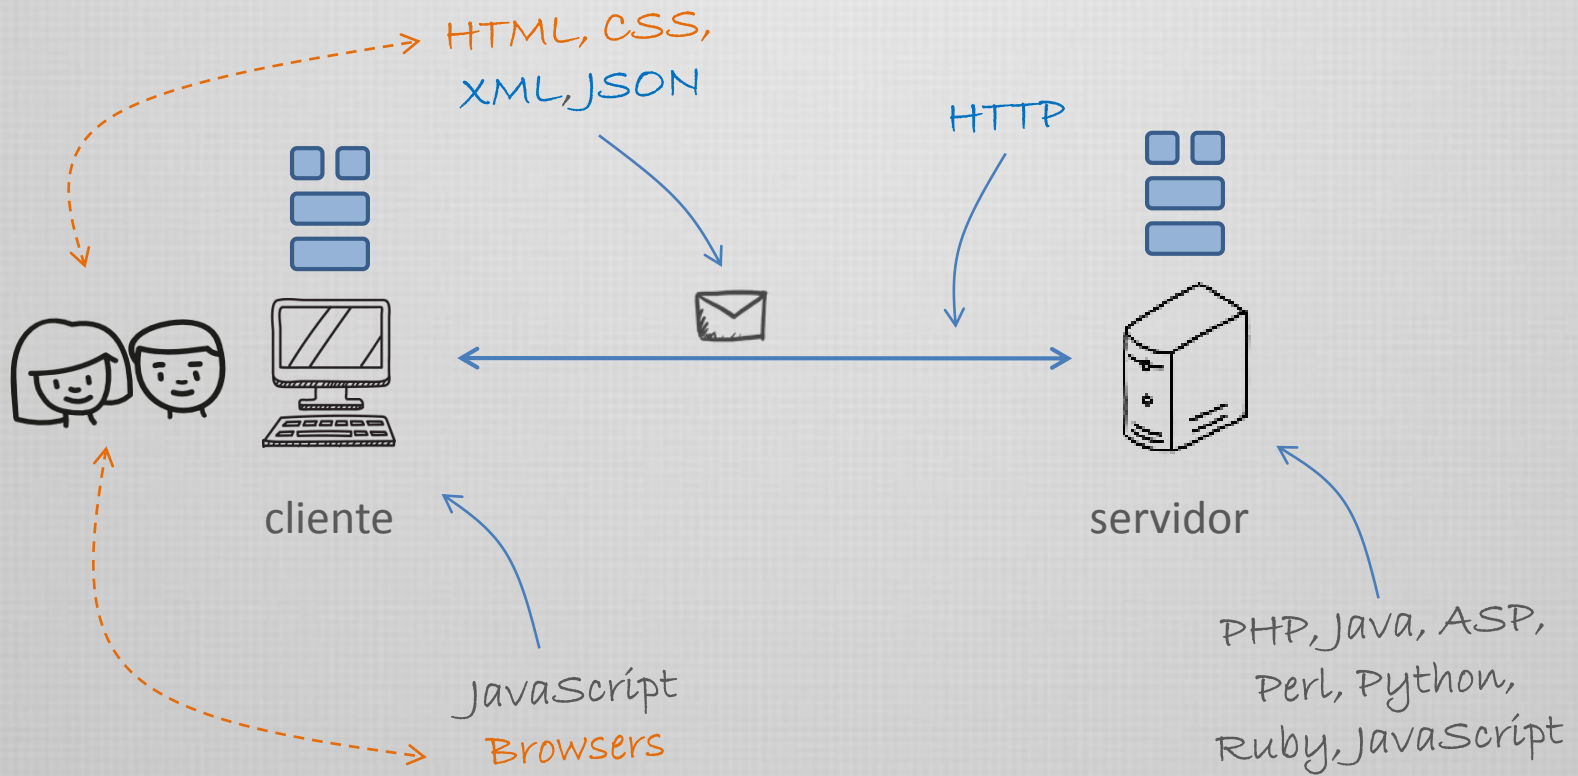 HTML, CSS,
XML, JSON
HTTP
cliente
servidor
JavaScript
Browsers
PHP, Java, ASP,
Perl, Python,
Ruby, JavaScript